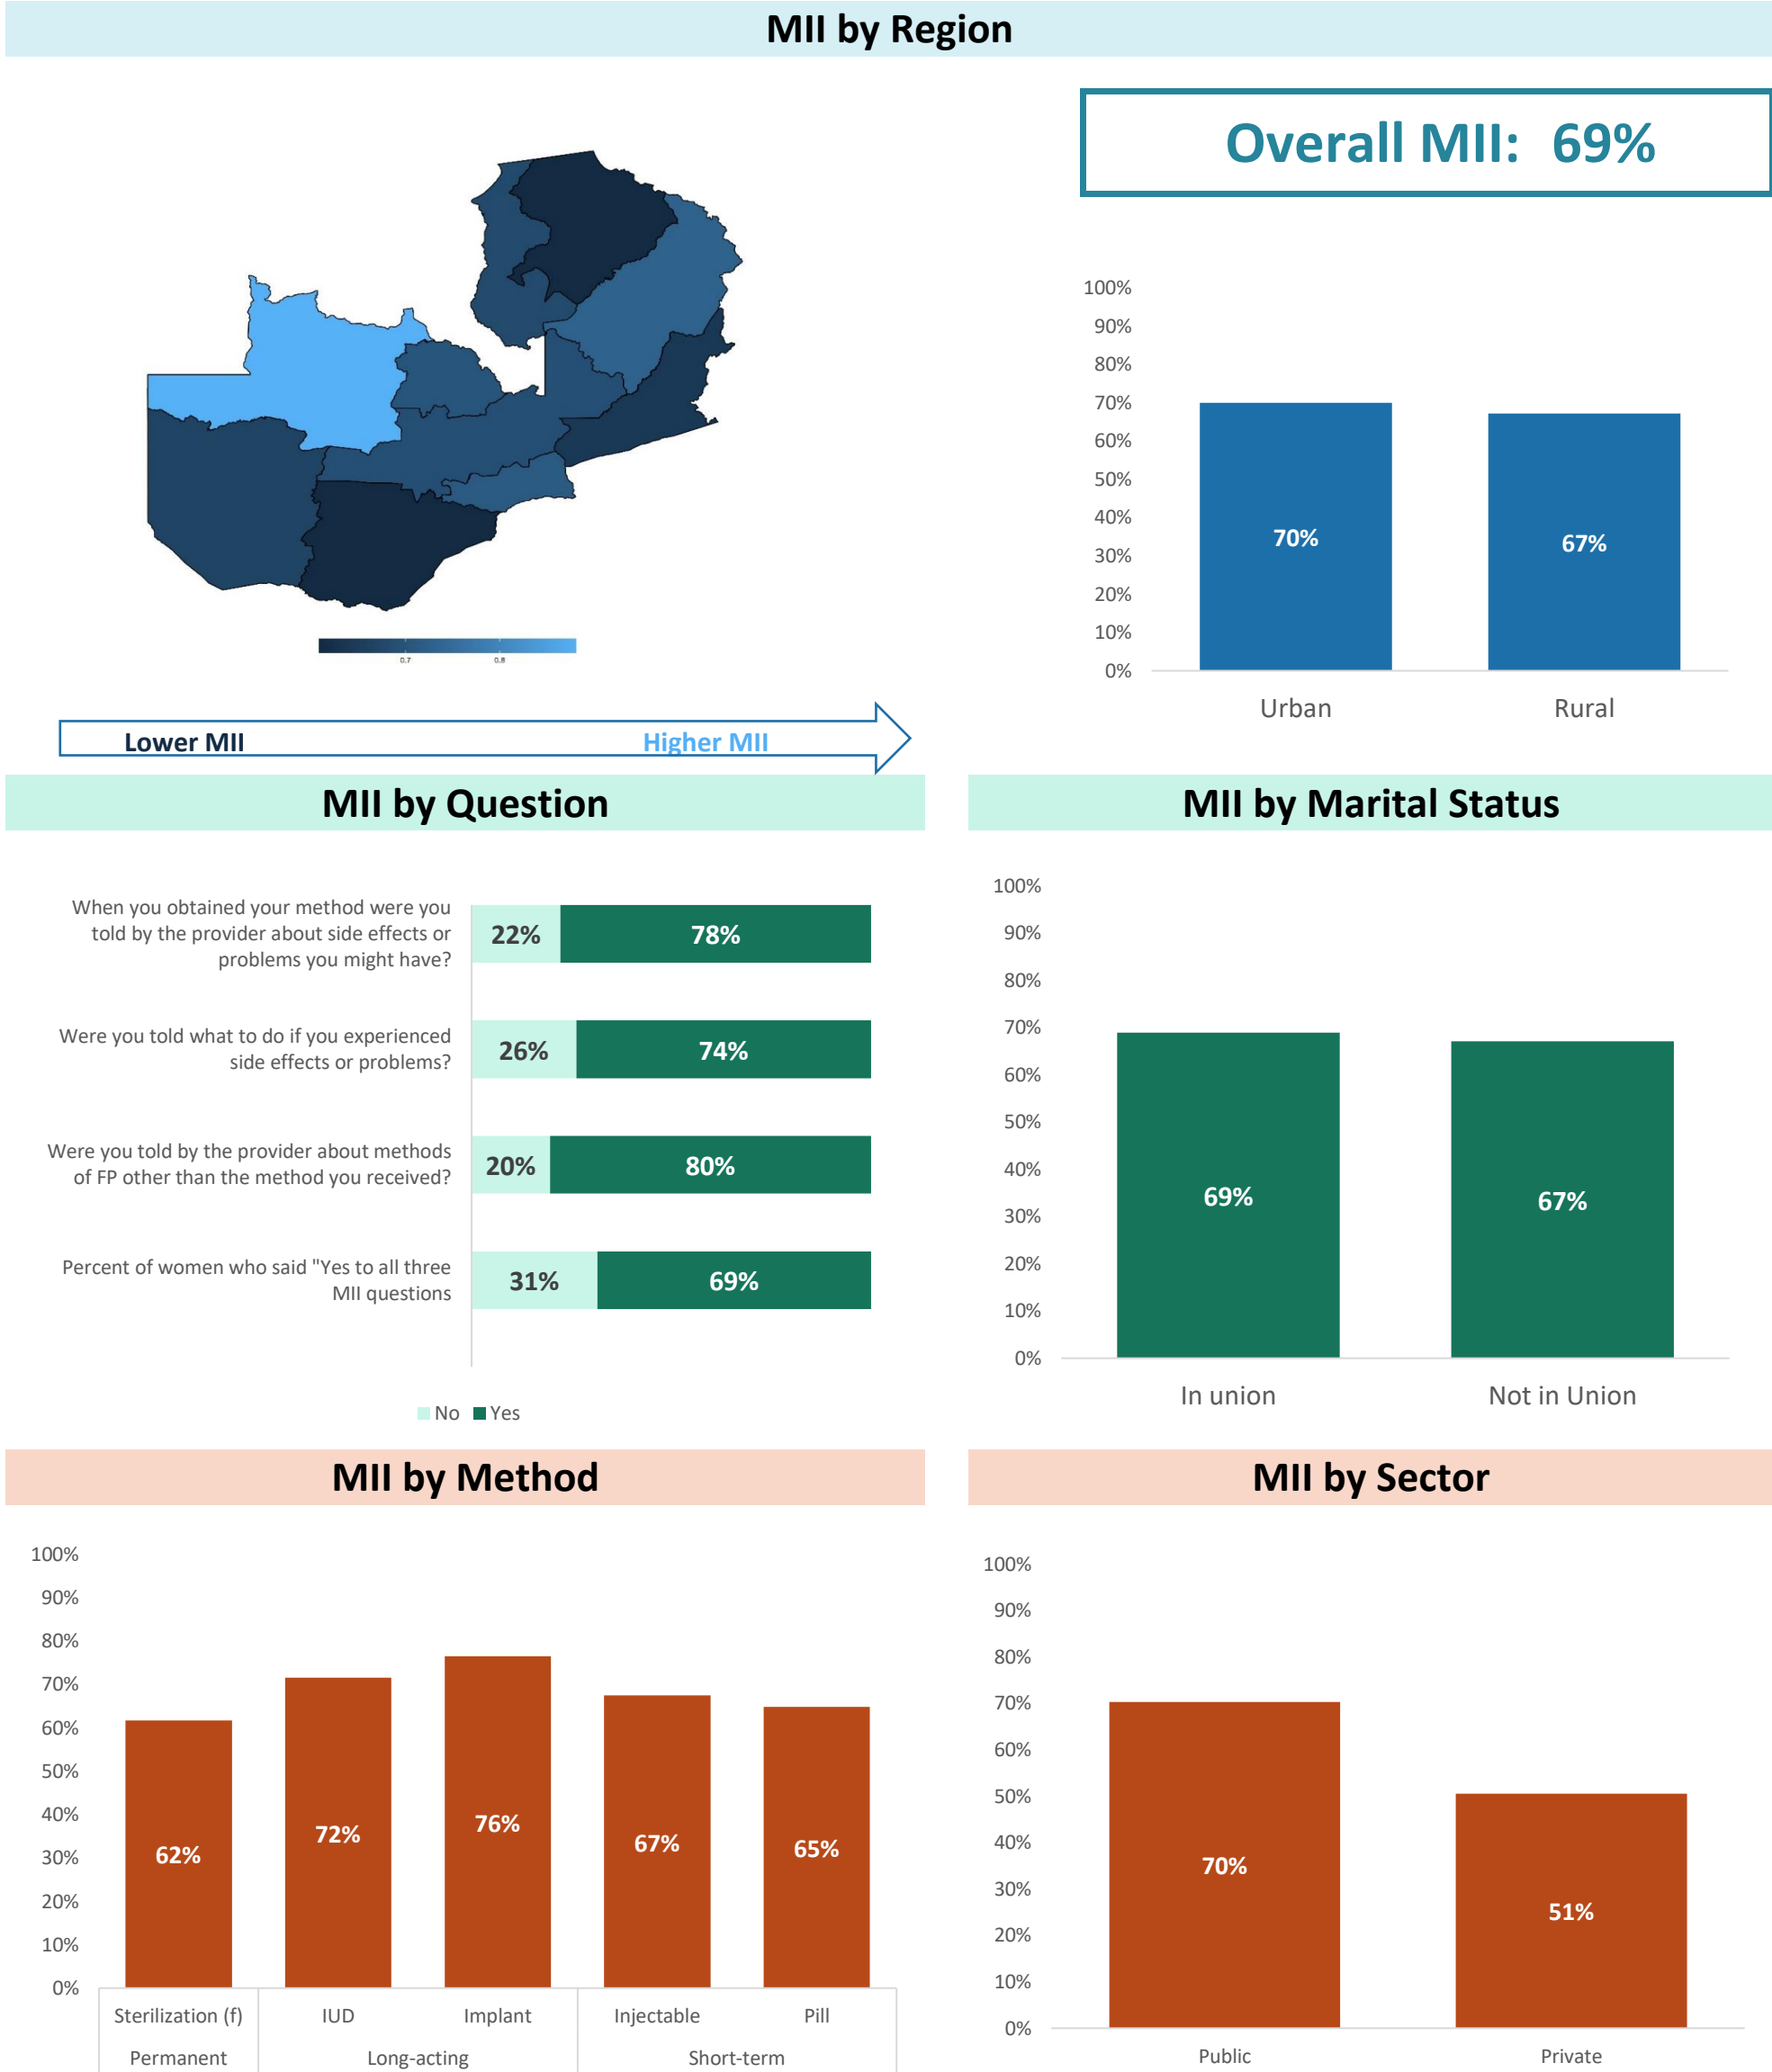 MII by Region
Overall MII: 69%
0.7
0.8
Lower MII
Higher MII
100%
90%
80%
70%
60%
50%
40%
30%
20%
10%
0%
70%
67%
Urban
Rural
MII by Question
When you obtained your method were you
told by the provider about side effects or
problems you might have?
22%
78%
Were you told what to do if you experienced
side effects or problems?
26%
74%
Were you told by the provider about methods
of FP other than the method you received?
20%
80%
Percent of women who said "Yes to all three
MII questions
31%
69%
No
Yes
MII by Marital Status
100%
90%
80%
70%
60%
50%
40%
30%
20%
10%
0%
69%
67%
In union
Not in Union
MII by Method
100%
90%
80%
70%
60%
50%
40%
30%
20%
10%
0%
62%
72%
76%
67%
65%
Sterilization (f)
IUD
Implant
Injectable
Pill
Permanent
Long-acting
Short-term
MII by Sector
100%
90%
80%
70%
60%
50%
40%
30%
20%
10%
0%
70%
51%
Public
Private